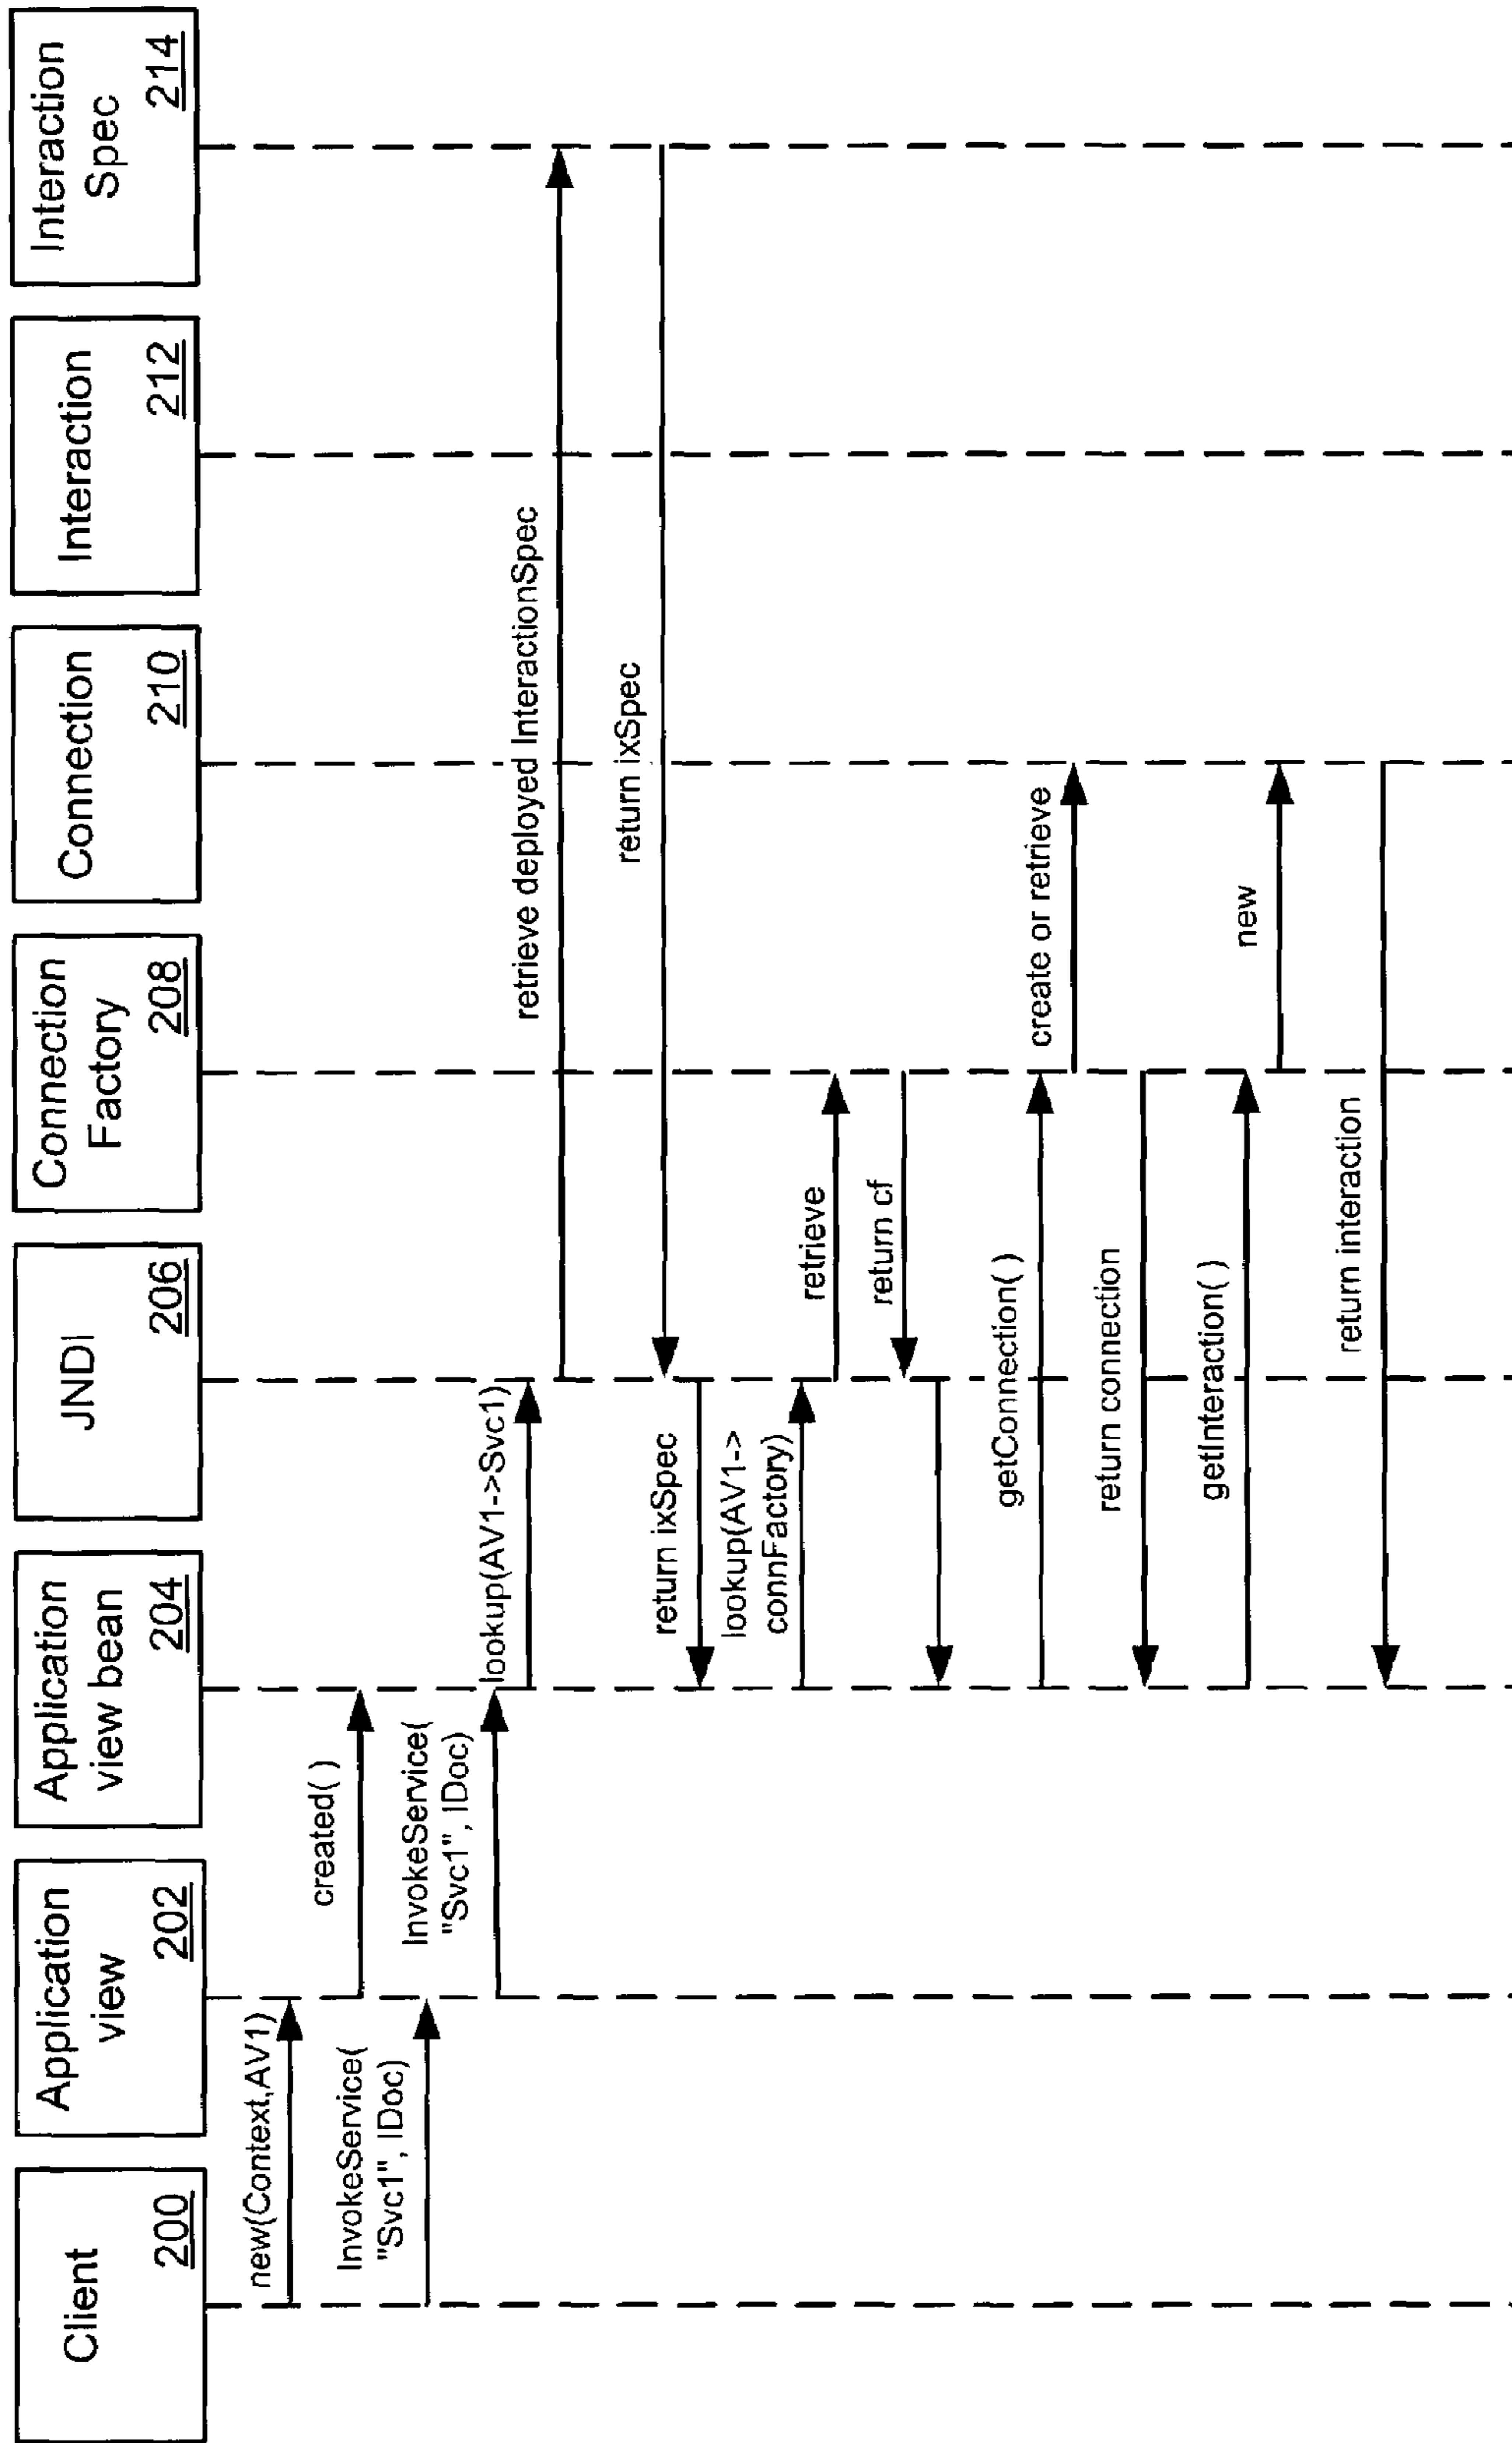 Client
200
Application
view
202
Application
view bean
204
JNDI
206
Connection
Factory
208
Connection
210
Interaction
212
Interaction
Spec
214
new(Context,AV1)
created( )
InvokeService(
"Svc1", IDoc)
InvokeService(
"Svc1", IDoc)
lookup(AV1->Svc1)
retrieve deployed InteractionSpec
return ixSpec
return ixSpec
lookup(AV1->
connFactory)
retrieve
return cf
getConnection( )
create or retrieve
return connection
getInteraction( )
new
return interaction